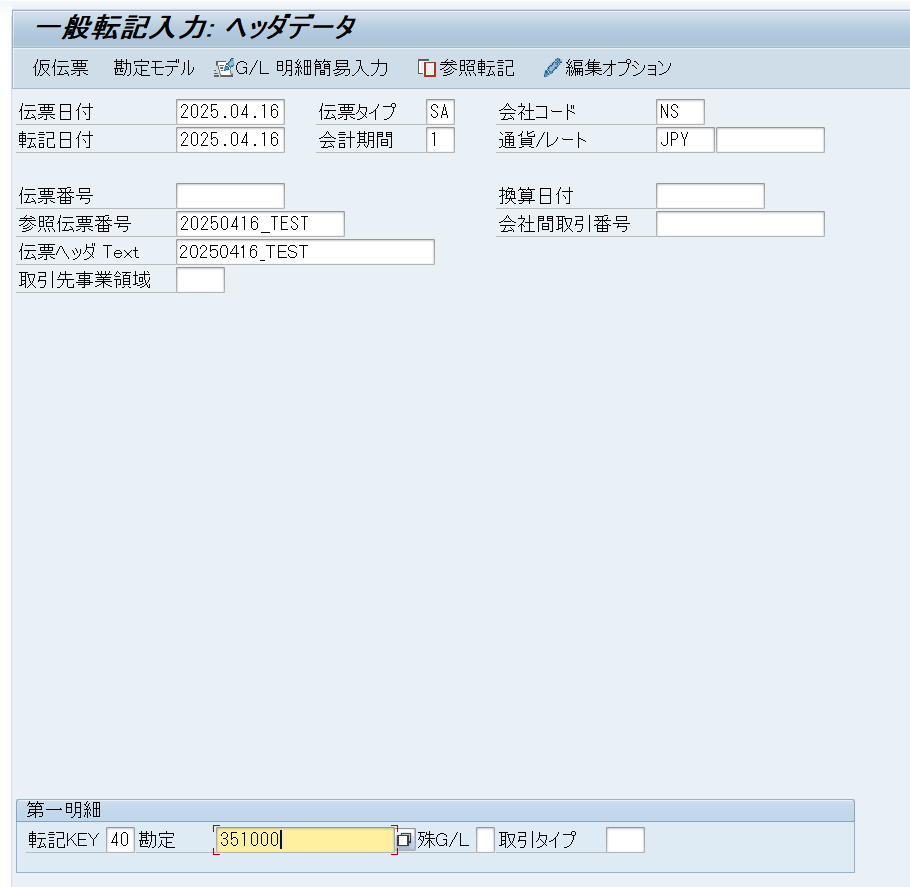 一般転記入力: ヘッダデータ
仮伝票 勘定モデル G/L 明細簡易入力 参照転記 編集オプション
伝票日付 2025.04.16 伝票タイプ SA 会社コード NS
転記日付 2025.04.16 会計期間 1 通貨/レート JPY
伝票番号 換算日付
参照伝票番号 20250416_TEST 会社間取引番号
伝票ヘッダ Text 20250416_TEST
取引先事業領域
第一明細
転記KEY 40 勘定 351000 殊G/L 取引タイプ